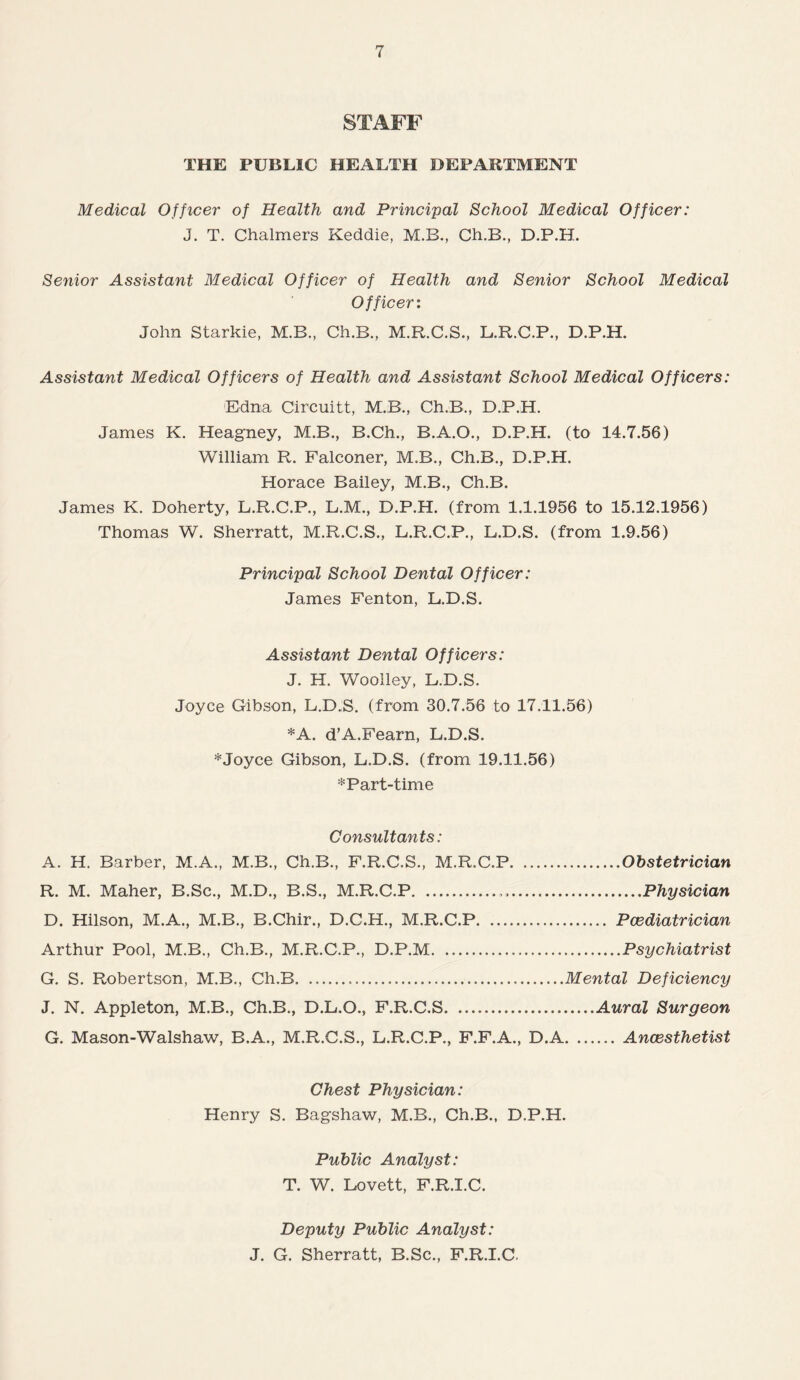 7
STAFF
THE PUBLIC HEALTH DEPARTMENT
Medical Officer of Health and Principal School Medical Officer:
J. T. Chalmers Keddie, M.B., Ch.B., D.P.H.
Senior Assistant Medical Officer of Health and Senior School Medical
Officer:
John Starkie, M.B., Ch.B., M.R.C.S., L.R.C.P., D.P.H.
Assistant Medical Officers of Health and Assistant School Medical Officers:
Edna Circuitt, M.B., Ch.B., D.P.H.
James K. Heagney, M.B., B.Ch., B.A.O., D.P.H. (to 14.7.56)
William R. Falconer, M.B., Ch.B., D.P.H.
Horace Bailey, M.B., Ch.B.
James K. Doherty, L.R.C.P., L.M., D.P.H. (from 1.1.1956 to 15.12.1956)
Thomas W. Sherratt, M.R.C.S., L.R.C.P., L.D.S. (from 1.9.56)
Principal School Dental Officer:
James Fenton, L.D.S.
Assistant Dental Officers:
J. H. Woolley, L.D.S.
Joyce Gibson, L.D.S. (from 30.7.56 to 17.11.56)
*A. d'A.Fearn, L.D.S.
*Joyce Gibson, L.D.S. (from 19.11.56)
*Part-time
Consultants:
A. H. Barber, M.A., M.B., Ch.B., F.R.C.S., M.R.C.P. ..................Obstetrician
R. M. Maher, B.Sc., M.D., B.S., M.R.C.P. ......................................Physician
D. Hilson, M.A., M.B., B.Chir., D.C.H., M.R.C.P. ..................... Pœdiatrician
Arthur Pool, M.B., Ch.B., M.R.C.P., D.P.M. ................................Psychiatrist
G. S. Robertson, M.B., Ch.B. .............................................Mental Deficiency
J. N. Appleton, M.B., Ch.B., D.L.O., F.R.C.S. .........................Aural Surgeon
G. Mason-Walshaw, B.A., M.R.C.S., L.R.C.P., F.F.A., D.A. ...... Anœsthetist
Chest Physician:
Henry S. Bagshaw, M.B., Ch.B., D.P.H.
Public Analyst:
T. W. Lovett, F.R.I.C.
Deputy Public Analyst:
J. G. Sherratt, B.Sc., F.R.I.C.